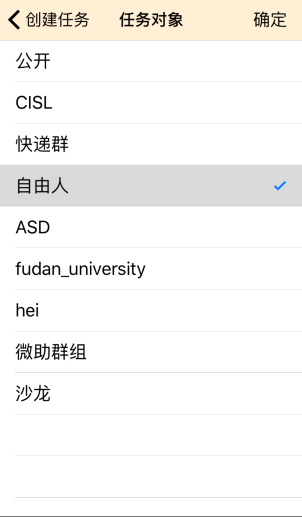 创建任务 任务对象 确定
公开
CISL
快递群
自由人
ASD
fudan_university
hei
微助群组
沙龙